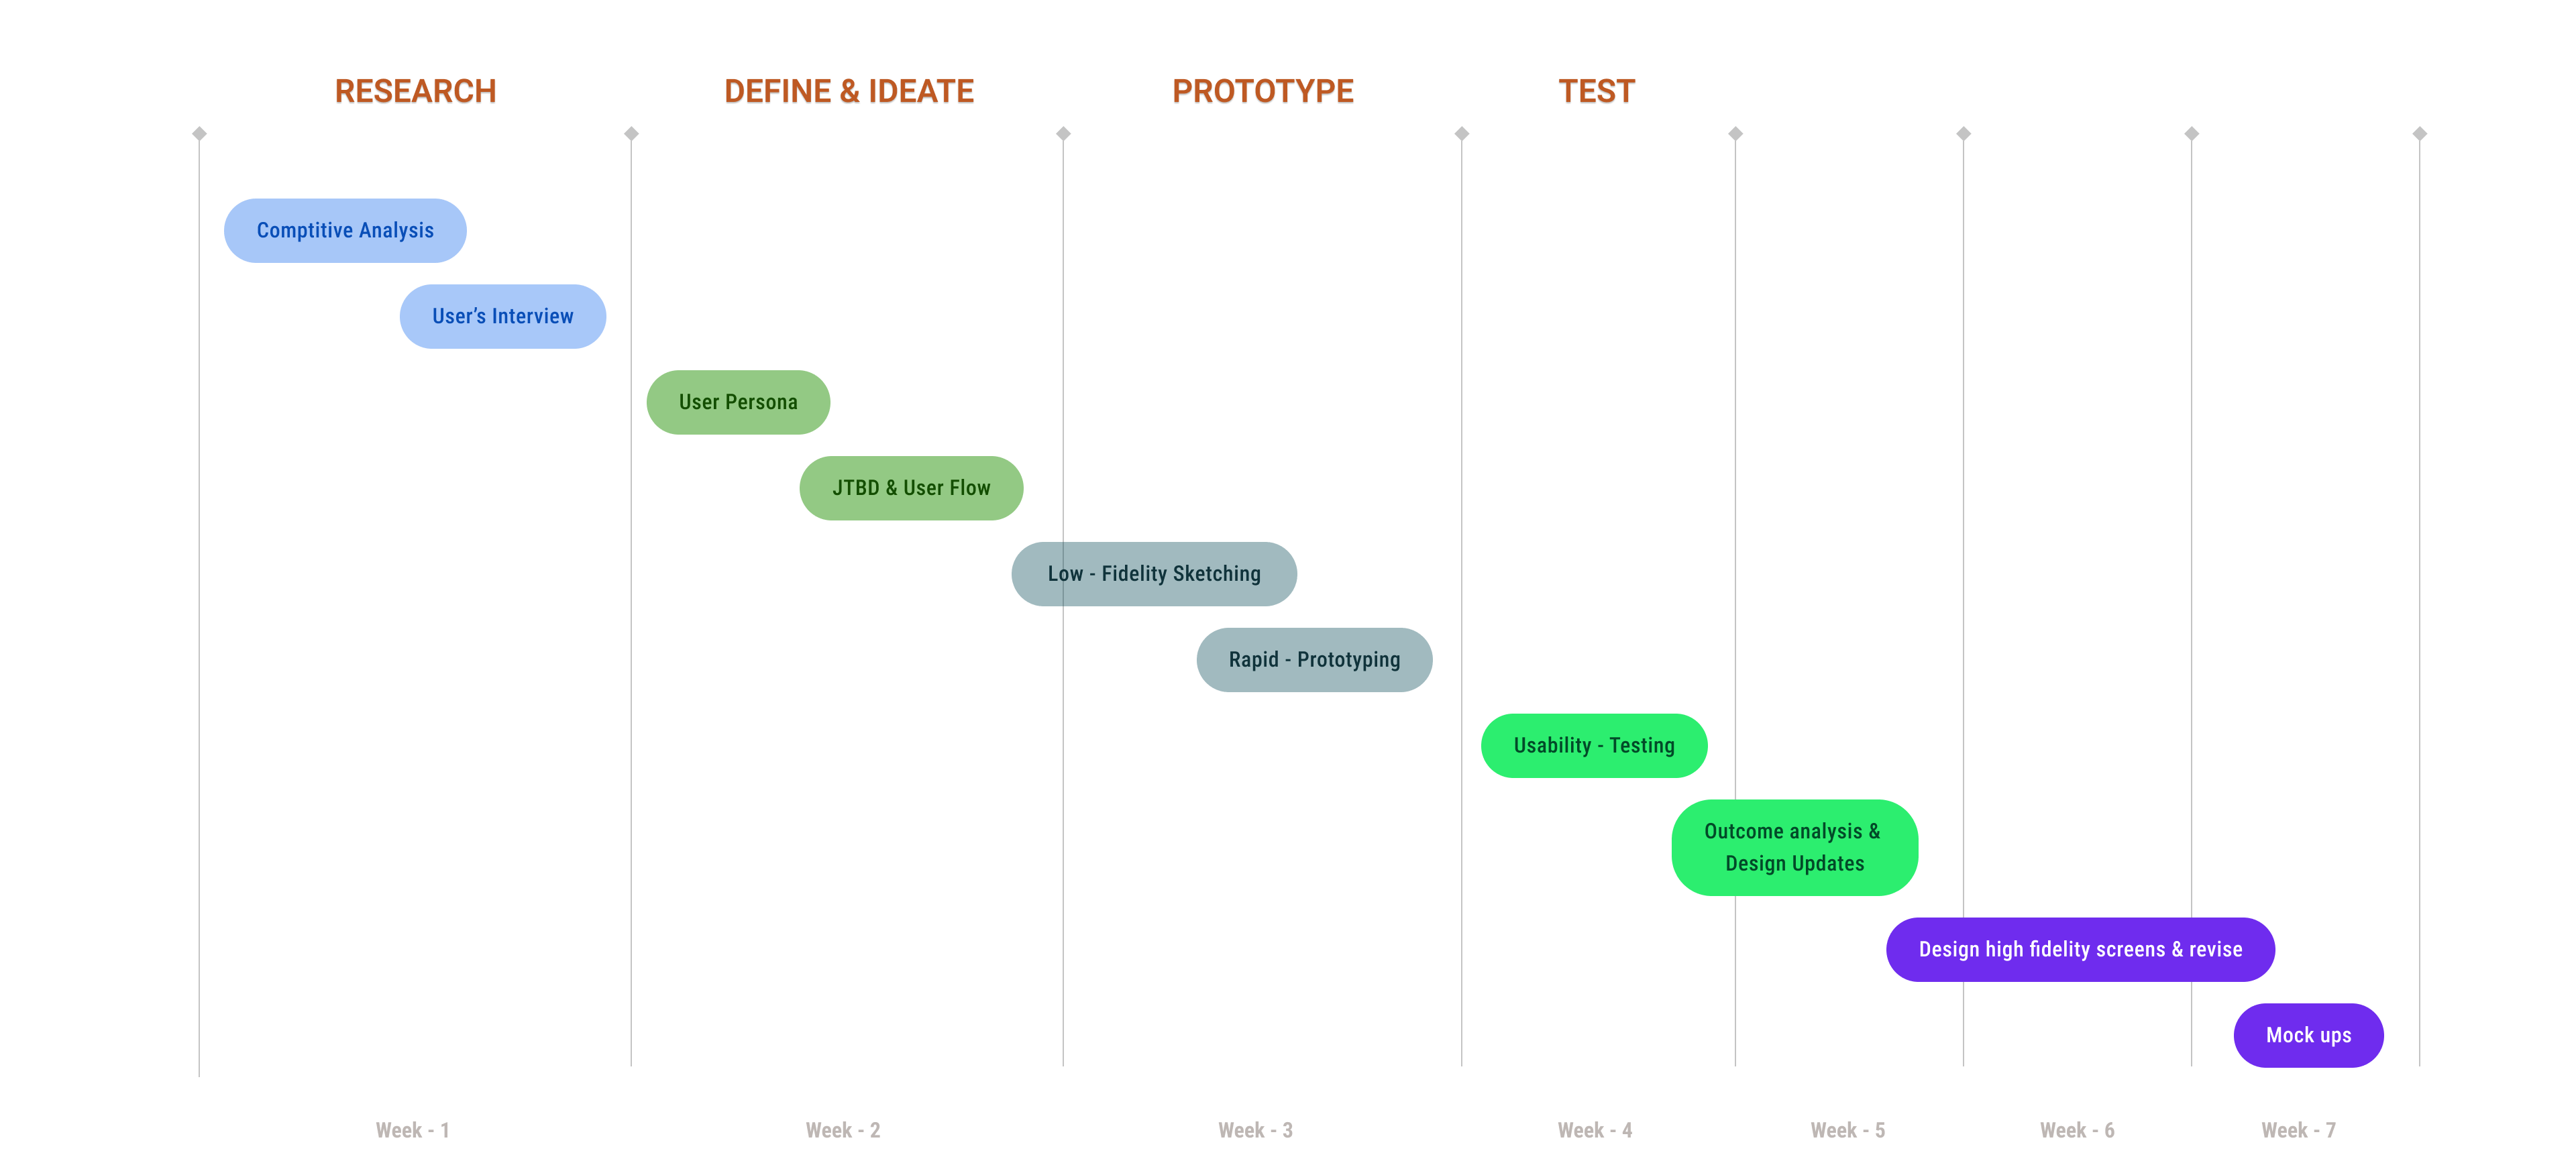 RESEARCH
DEFINE & IDEATE
PROTOTYPE
TEST
Comptitive Analysis
User’s Interview
User Persona
JTBD & User Flow
Low - Fidelity Sketching
Rapid - Prototyping
Usability - Testing
Outcome analysis &
Design Updates
Design high fidelity screens & revise
Mock ups
Week - 1
Week - 2
Week - 3
Week - 4
Week - 5
Week - 6
Week - 7